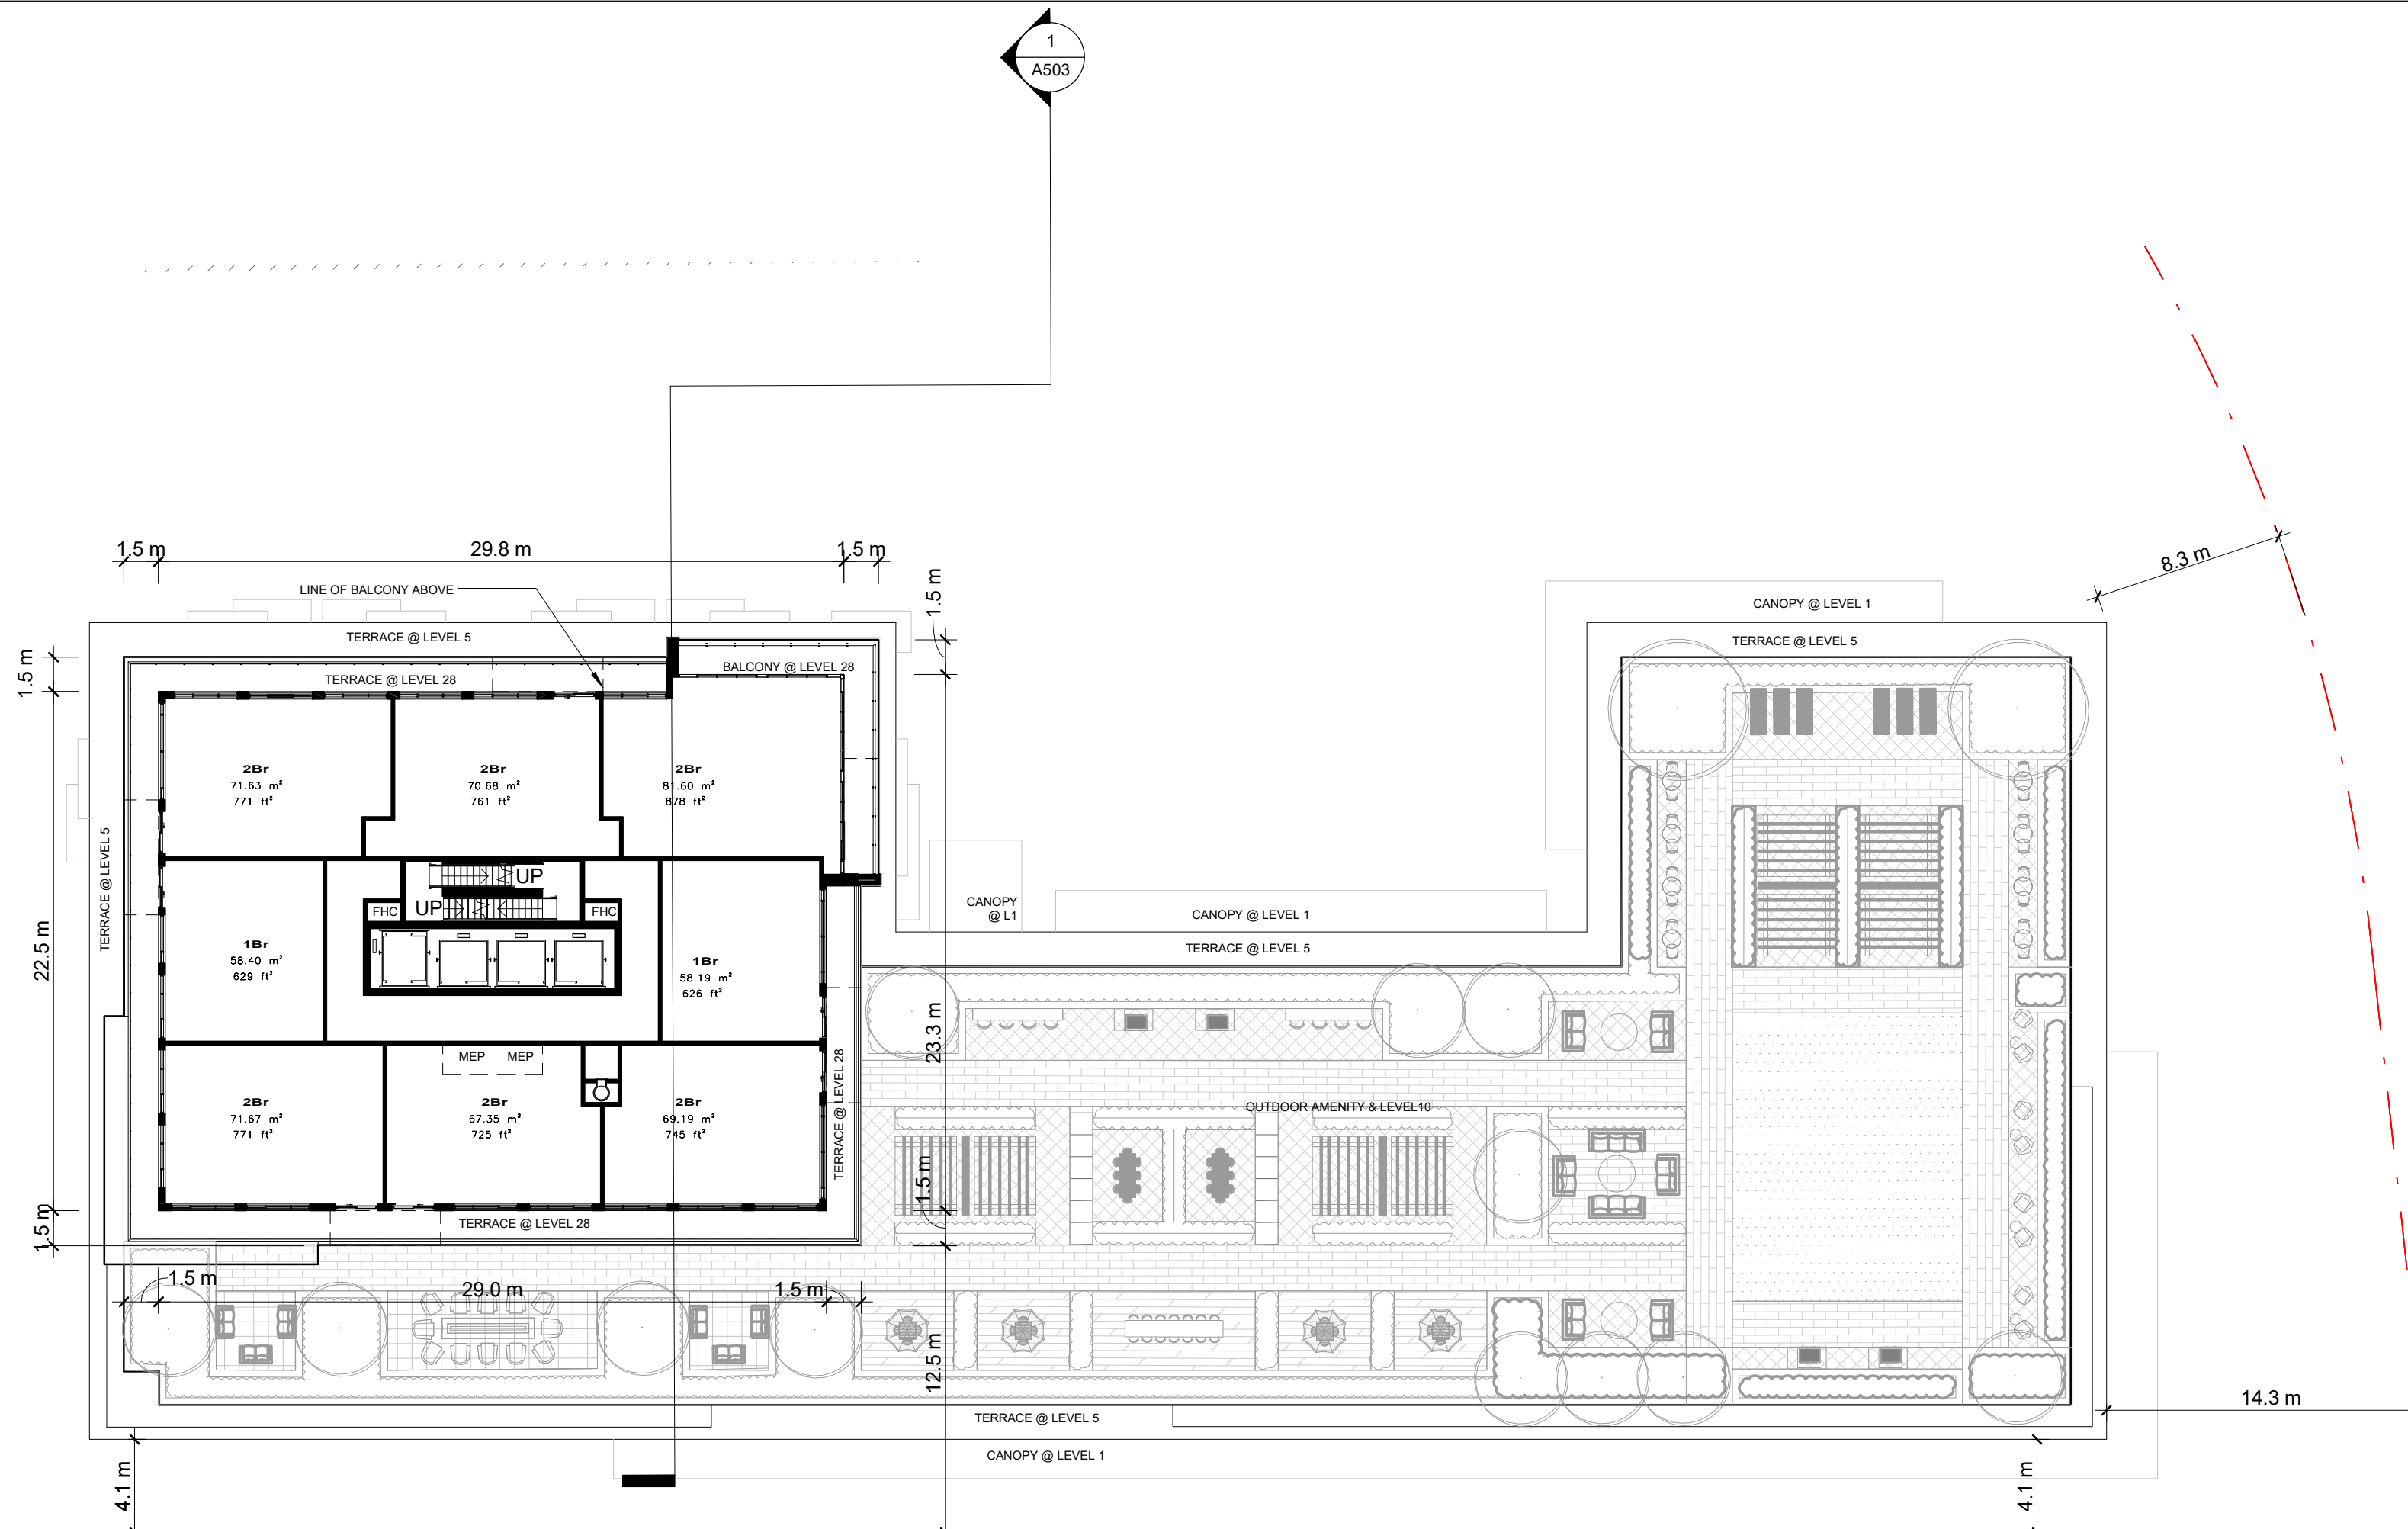 1
A503
1.5 m
29.8 m
1.5 m
8.3 m
1.5 m
LINE OF BALCONY ABOVE
CANOPY @ LEVEL 1
TERRACE @ LEVEL 5
TERRACE @ LEVEL 5
1.5 m
BALCONY @ LEVEL 28
TERRACE @ LEVEL 28
2Br
71.63 m²
771 ft²
2Br
70.68 m²
761 ft²
2Br
81.60 m²
878 ft²
TERRACE @ LEVEL 5
UP
UP
FHC
FHC
CANOPY
@ L1
CANOPY @ LEVEL 1
TERRACE @ LEVEL 5
22.5 m
1Br
58.40 m²
629 ft²
1Br
58.19 m²
626 ft²
23.3 m
MEP
MEP
2Br
71.67 m²
771 ft²
2Br
67.35 m²
725 ft²
2Br
69.19 m²
745 ft²
TERRACE @ LEVEL 28
OUTDOOR AMENITY & LEVEL10
1.5 m
1.5 m
TERRACE @ LEVEL 28
1.5 m
29.0 m
1.5 m
12.5 m
14.3 m
TERRACE @ LEVEL 5
CANOPY @ LEVEL 1
4.1 m
4.1 m